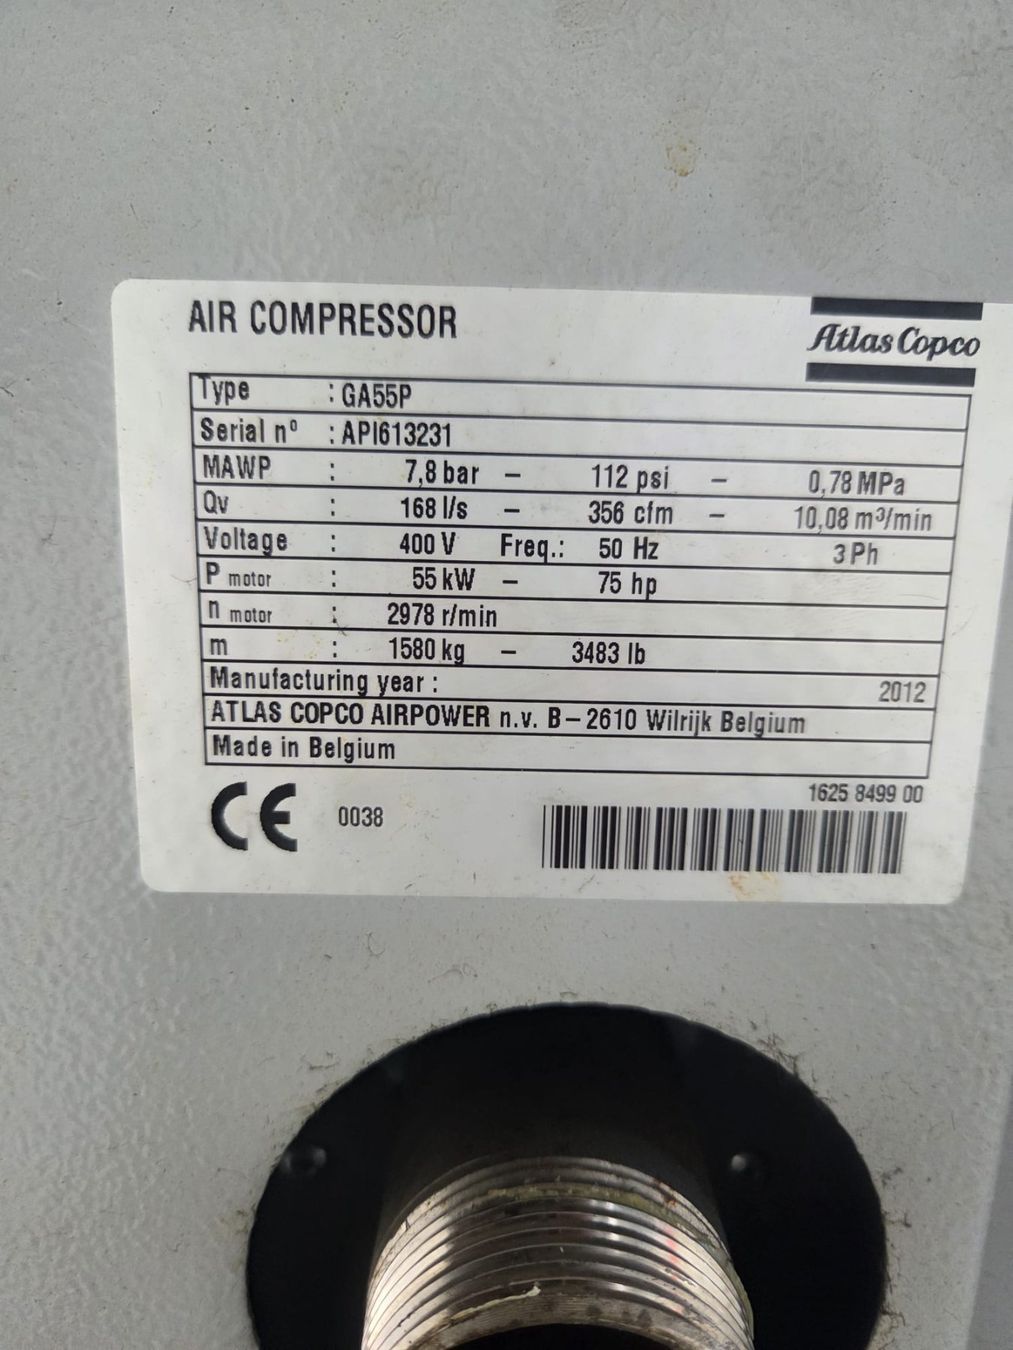 AIR COMPRESSOR
Atlas Copco
Type : GA55P
Serial nº : API613231
MAWP : 7,8 bar – 112 psi – 0,78 MPa
Qv : 168 l/s – 356 cfm – 10,08 m³/min
Voltage : 400 V Freq.: 50 Hz 3 Ph
P motor : 55 kW – 75 hp
n motor : 2978 r/min
m : 1580 kg – 3483 lb
Manufacturing year : 2012
ATLAS COPCO AIRPOWER n.v. B – 2610 Wilrijk Belgium
Made in Belgium
1625 8499 00
CE 0038